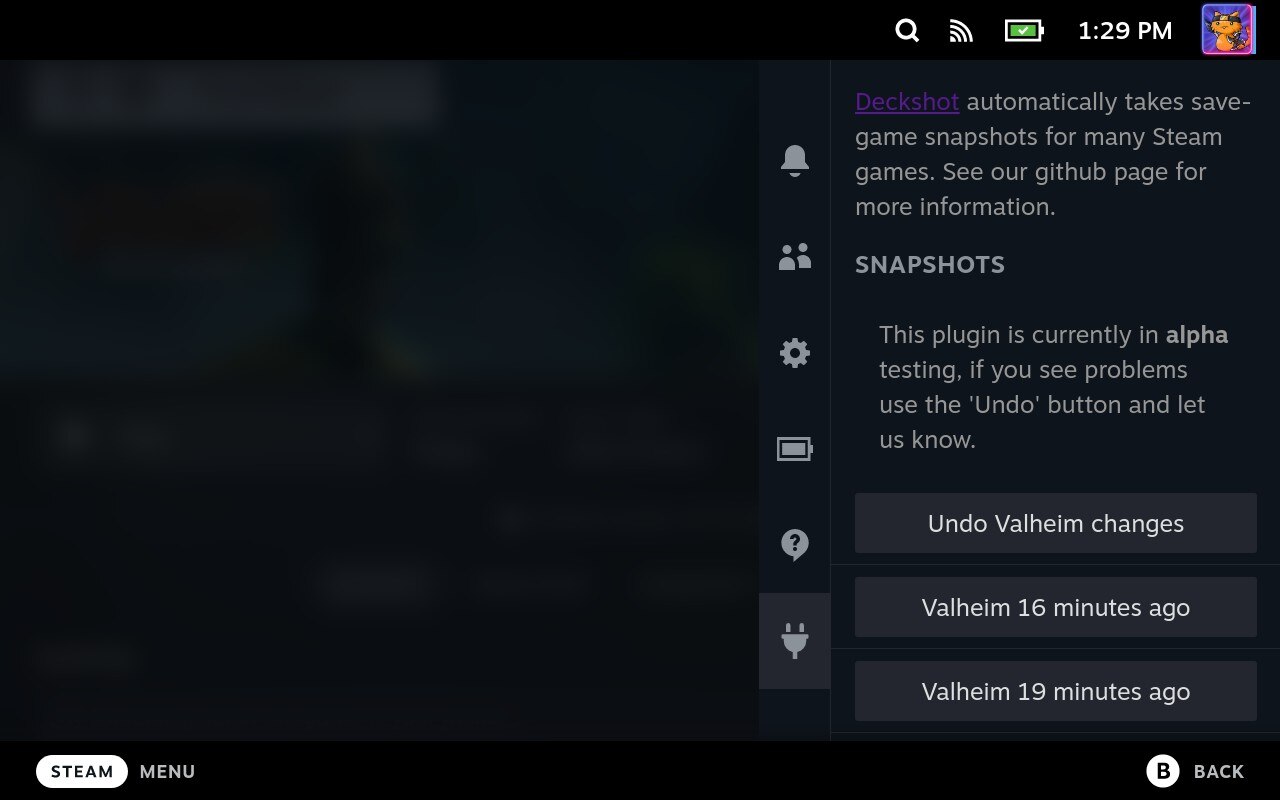 1:29 PM
Deckshot automatically takes save-
game snapshots for many Steam
games. See our github page for
more information.
SNAPSHOTS
This plugin is currently in alpha
testing, if you see problems
use the 'Undo' button and let
us know.
Undo Valheim changes
Valheim 16 minutes ago
Valheim 19 minutes ago
STEAM MENU
B BACK